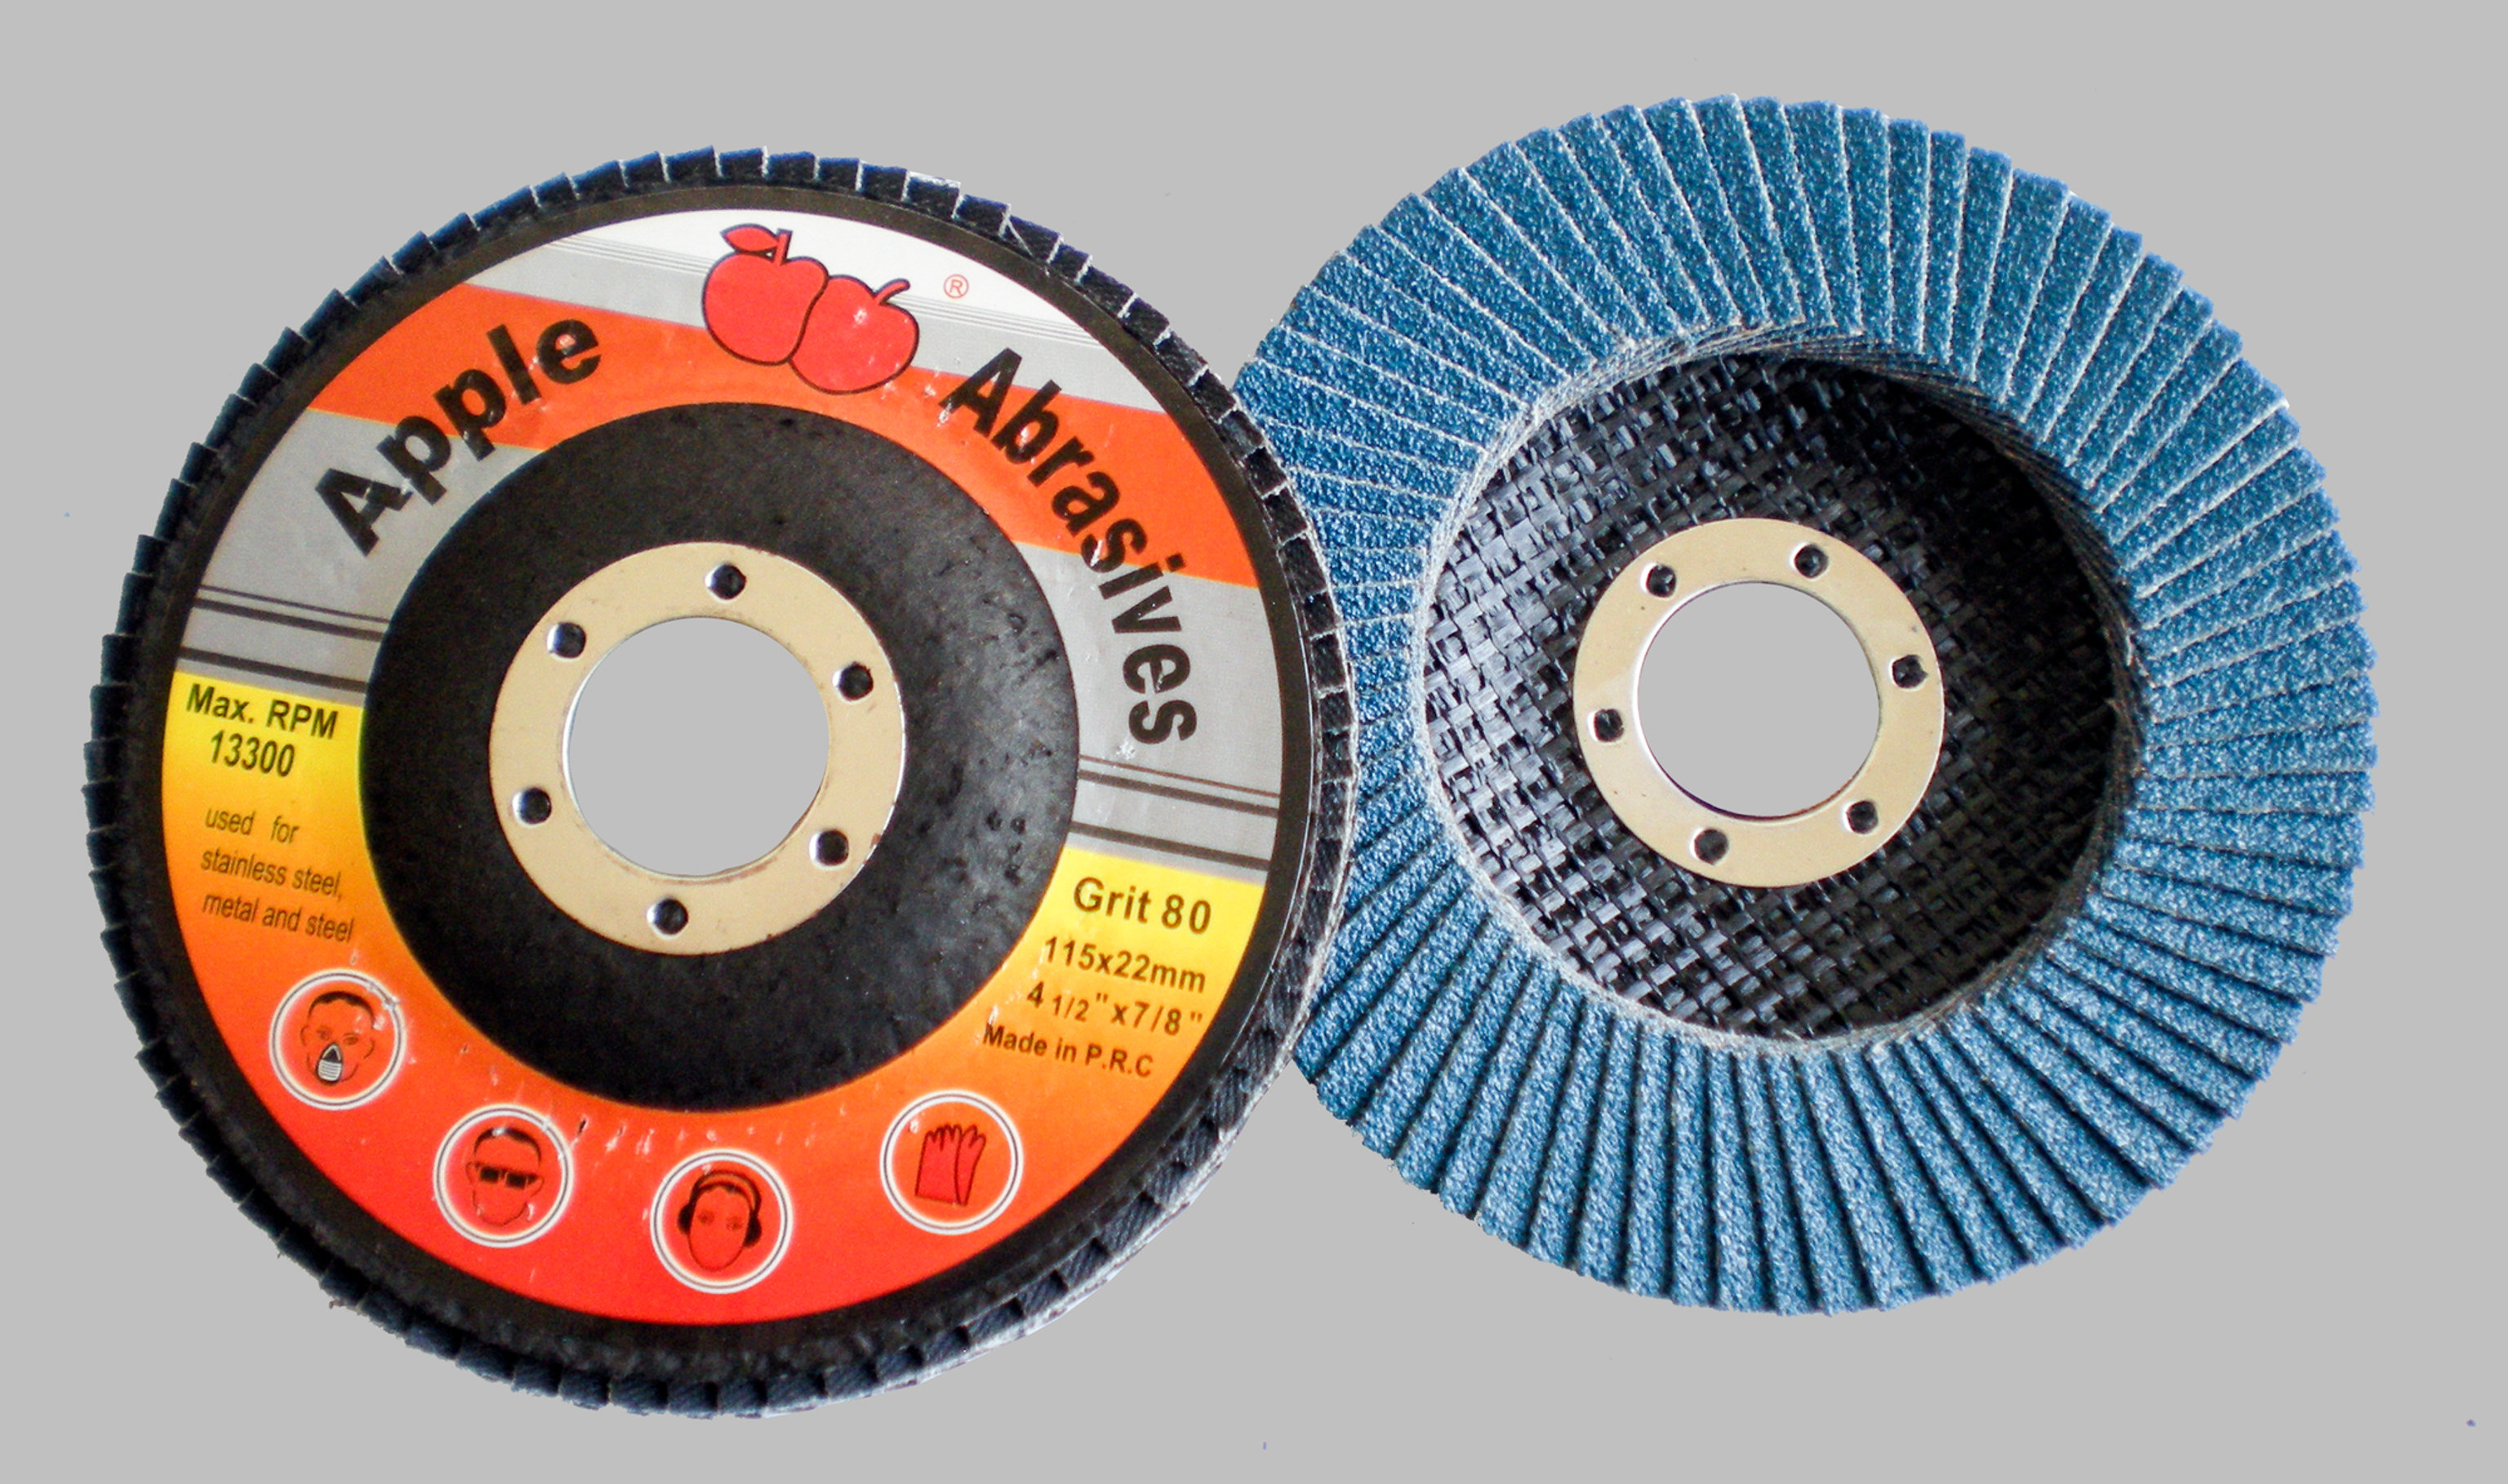 ®
Apple Abrasives
Max. RPM
13300
used for
stainless steel,
metal and steel
Grit 80
115x22mm
4 1/2"x7/8"
Made in P.R.C